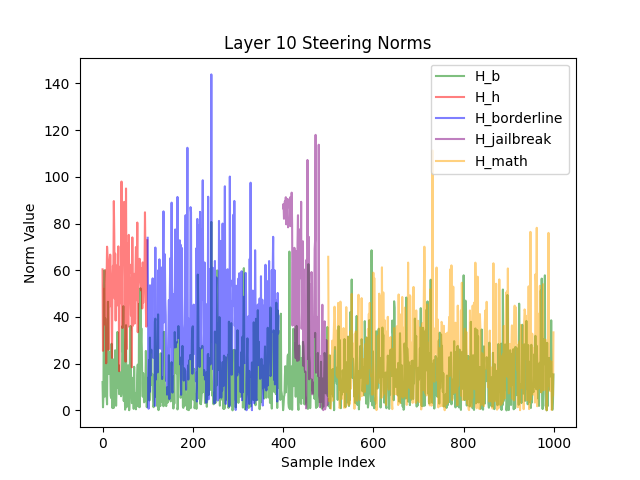 Layer 10 Steering Norms
H_b
H_h
H_borderline
H_jailbreak
H_math
Norm Value
140
120
100
80
60
40
20
0
0
200
400
600
800
1000
Sample Index